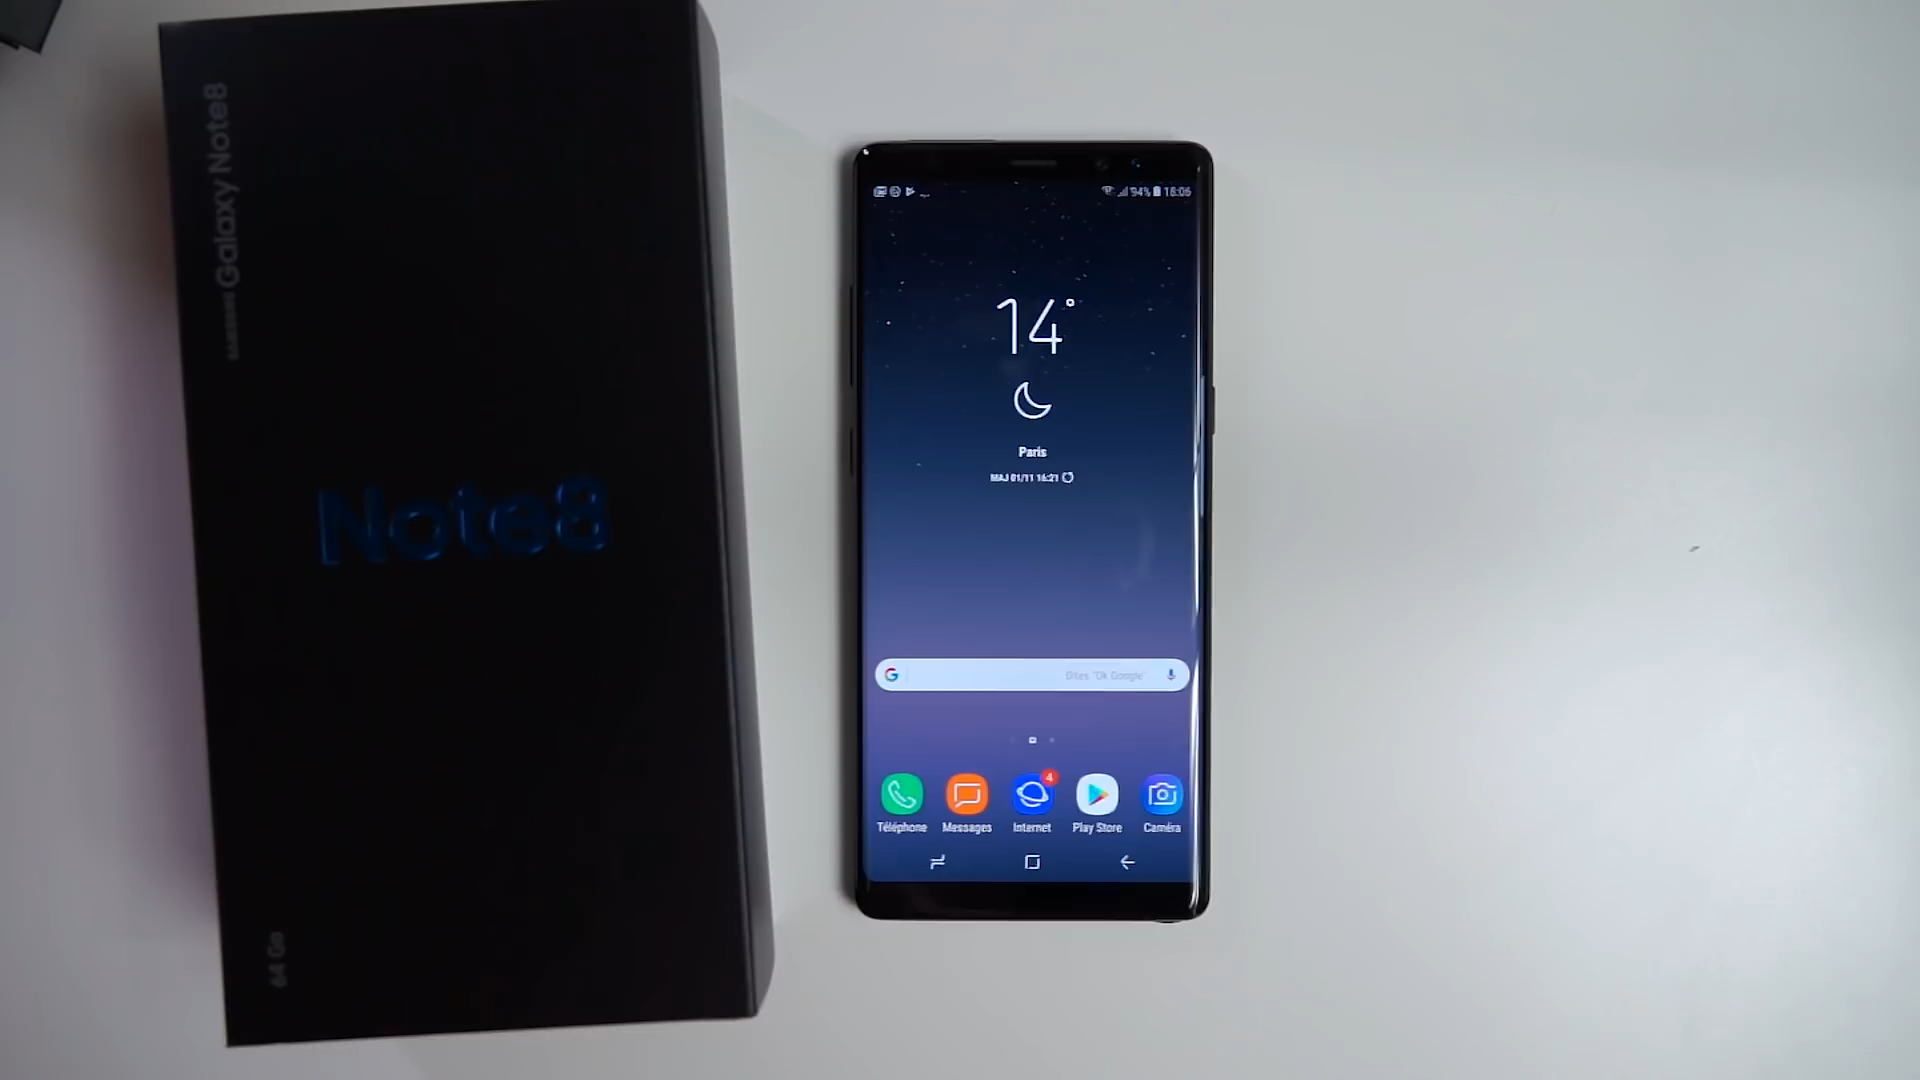 SAMSUNG Galaxy Note8
Note8
64 Go
94% 18:06
14°
Paris
MAJ 01/11 16:21
Dites "Ok Google"
4
Téléphone
Messages
Internet
Play Store
Caméra